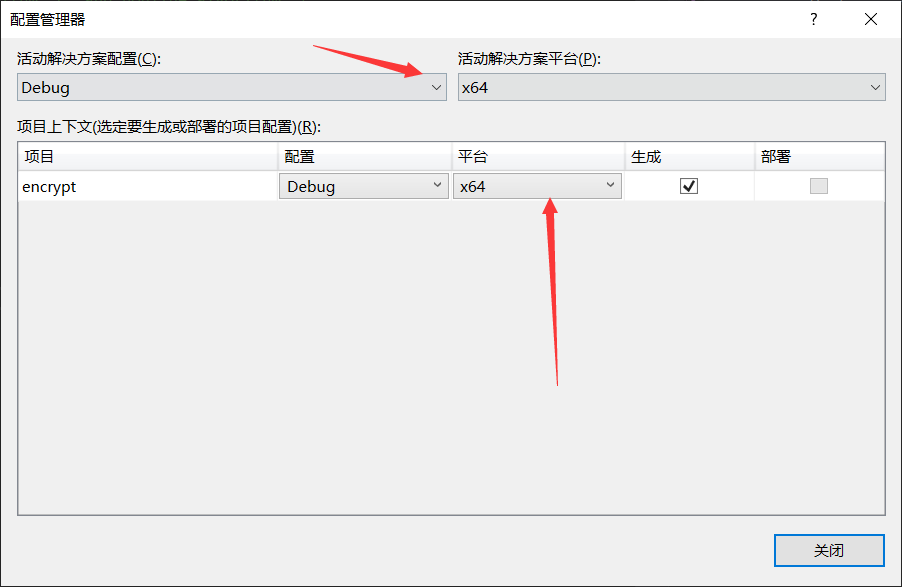 配置管理器 ?
活动解决方案配置(C): 活动解决方案平台(P):
Debug x64
项目上下文(选定要生成或部署的项目配置)(R):
项目 配置 平台 生成 部署
encrypt Debug x64
关闭